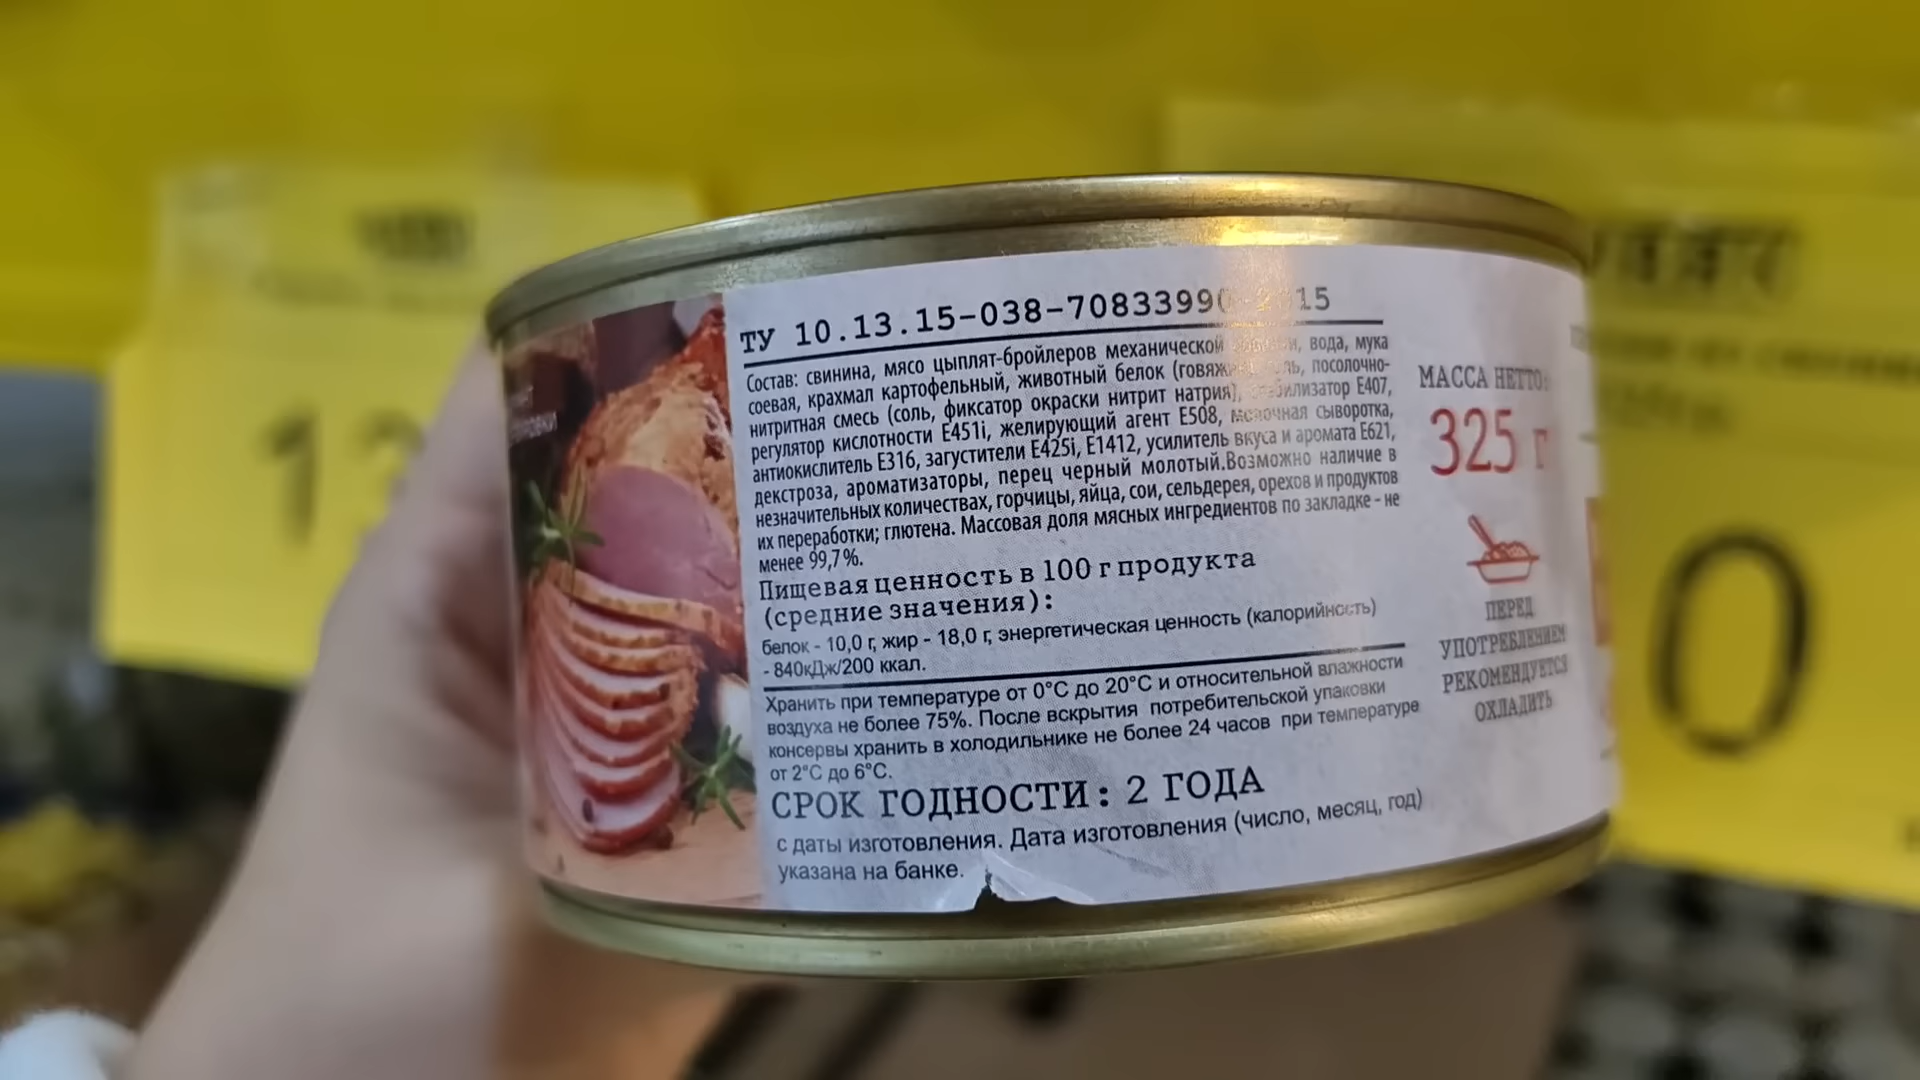 ТУ 10.13.15-038-7083399 15
Состав: свинина, мясо цыплят-бройлеров механической вода, мука
соевая, крахмал картофельный, животный белок посолочно-
нитритная смесь (соль, фиксатор окраски нитрит натрия), Е407,
регулятор кислотности Е451i, желирующий агент Е508, молочная сыворотка,
антиокислитель Е316, загустители Е425i, Е1412, усилитель вкуса и аромата Е621,
декстроза, ароматизаторы, перец черный молотый.Возможно наличие в
незначительных количествах, горчицы, яйца, сои, сельдерея, орехов и продуктов
их переработки; глютена. Массовая доля мясных ингредиентов по закладке - не
менее 99,7%.
Пищевая ценность в 100 г продукта
(средние значения):
белок - 10,0 г, жир - 18,0 г, энергетическая ценность (калорийность)
- 840кДж/200 ккал.
Хранить при температуре от 0°С до 20°С и относительной влажности
воздуха не более 75%. После вскрытия потребительской упаковки
консервы хранить в холодильнике не более 24 часов при температуре
от 2°С до 6°С.
СРОК ГОДНОСТИ: 2 ГОДА
с даты изготовления. Дата изготовления (число, месяц, год)
указана на банке.
МАССА НЕТТО:
325 г
ПЕРЕД
УПОТРЕБЛЕНИЕМ
РЕКОМЕНДУЕТСЯ
ОХЛАДИТЬ
0